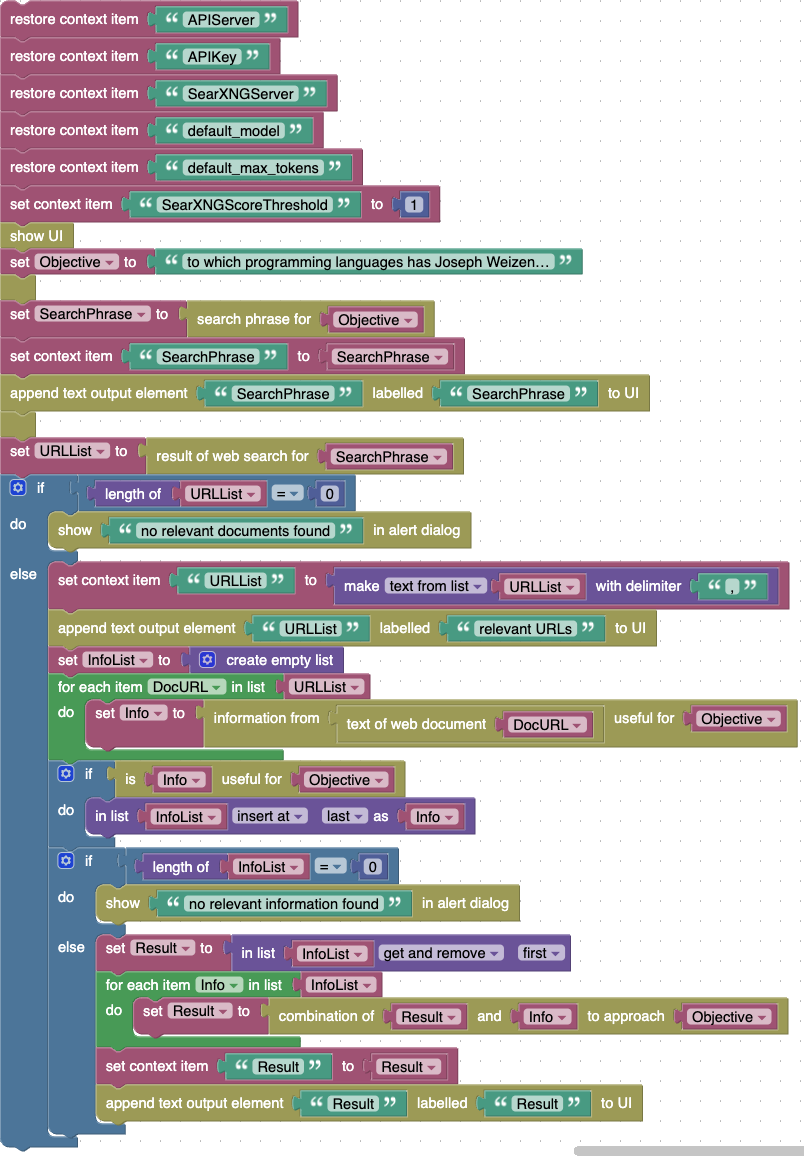 restore context item “ APIServer ”
restore context item “ APIKey ”
restore context item “ SearXNGServer ”
restore context item “ default_model ”
restore context item “ default_max_tokens ”
set context item “ SearXNGScoreThreshold ” to 1
show UI
set Objective to “ to which programming languages has Joseph Weizen... ”
set SearchPhrase to search phrase for Objective
set context item “ SearchPhrase ” to SearchPhrase
append text output element “ SearchPhrase ” labelled “ SearchPhrase ” to UI
set URLList to result of web search for SearchPhrase
if length of URLList = 0
do show “ no relevant documents found ” in alert dialog
else set context item “ URLList ” to make text from list URLList with delimiter “ , ”
append text output element “ URLList ” labelled “ relevant URLs ” to UI
set InfoList to create empty list
for each item DocURL in list URLList
do set Info to information from text of web document DocURL useful for Objective
if is Info useful for Objective
do in list InfoList insert at last as Info
if length of InfoList = 0
do show “ no relevant information found ” in alert dialog
else set Result to in list InfoList get and remove first
for each item Info in list InfoList
do set Result to combination of Result and Info to approach Objective
set context item “ Result ” to Result
append text output element “ Result ” labelled “ Result ” to UI